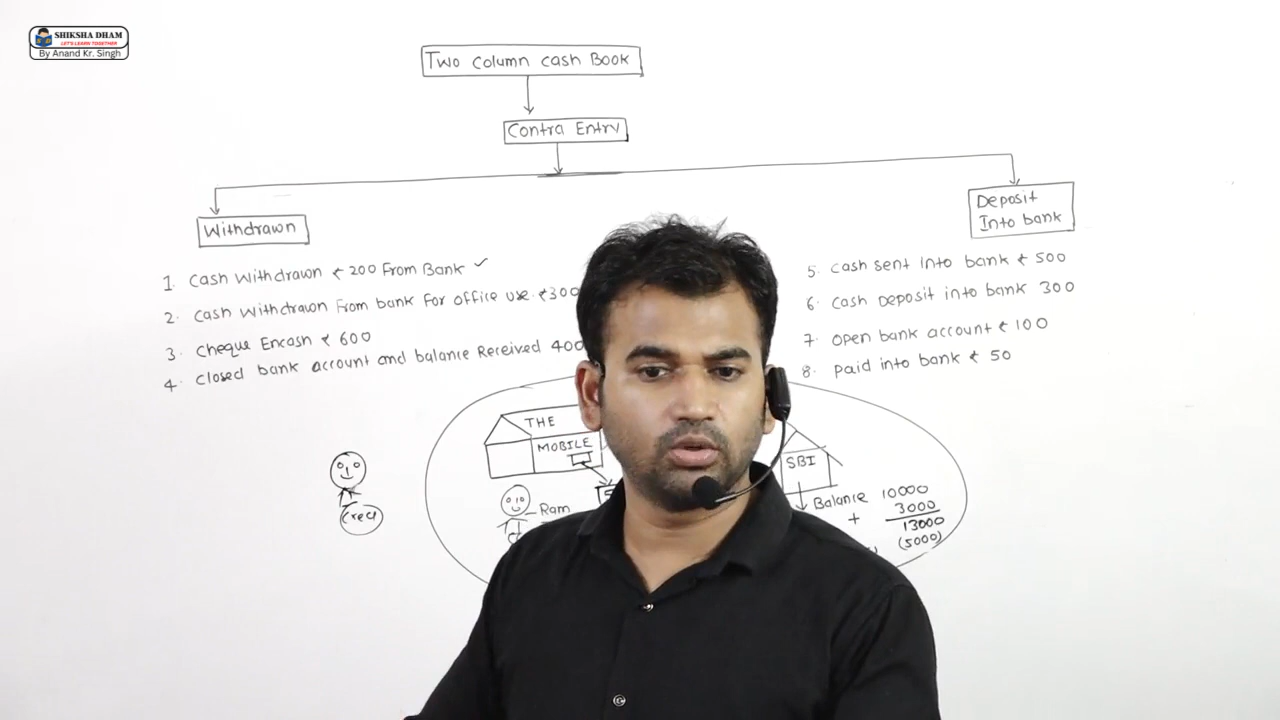 SHIKSHA DHAM
LET'S LEARN TOGETHER
By Anand Kr. Singh
Two column cash Book
Contra Entry
Withdrawn
Deposit
Into bank
1. Cash Withdrawn ₹ 200 From Bank ✓
2. Cash Withdrawn From bank For office use ₹300
3. Cheque Encash ₹ 600
4. Closed bank account and balance Received 400
5. Cash sent into bank ₹ 500
6. Cash Deposit into bank 300
7. open bank account ₹ 100
8. paid into bank ₹ 50
THE
MOBILE
Ram
SBI
Balance 10000
+ 3000
13000
(5000)